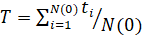 T = ∑_{i=1}^{N(0)} t_i / N(0)